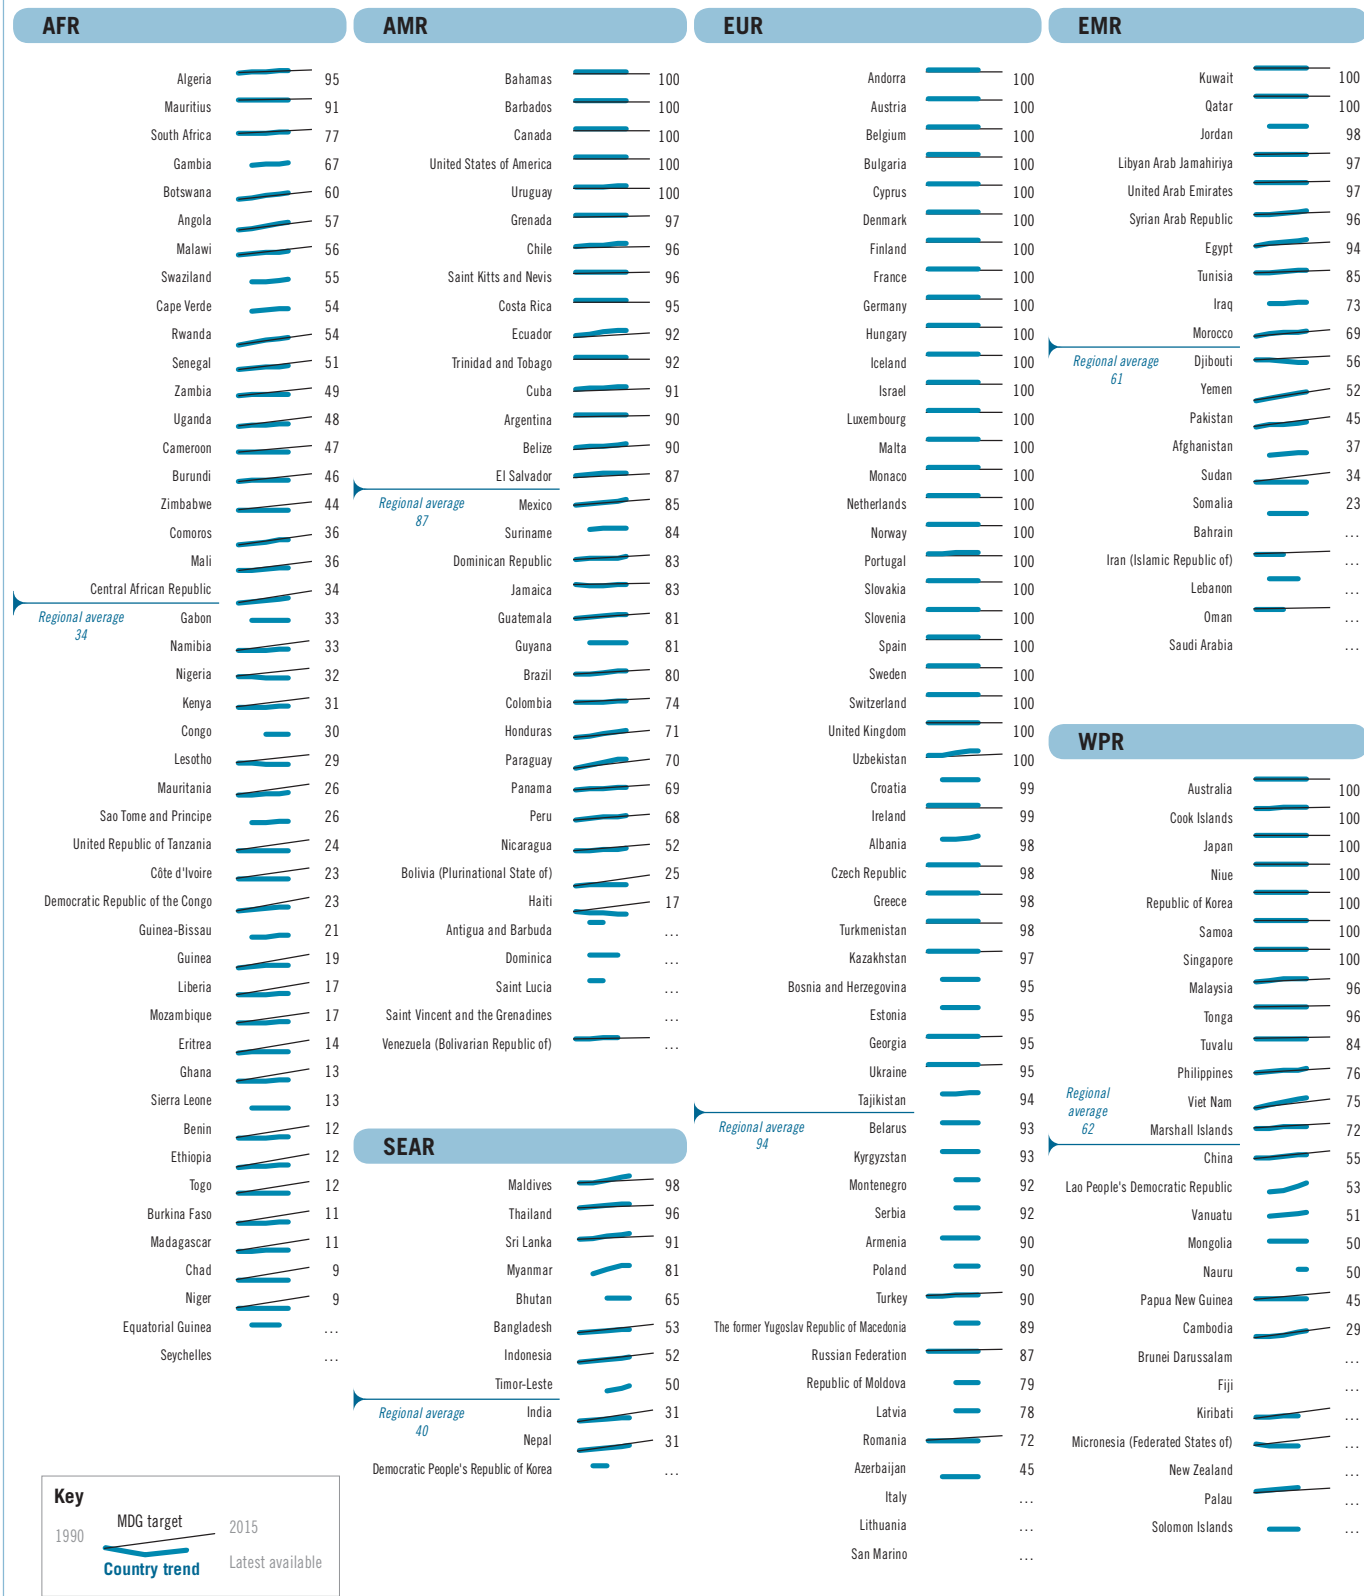 AFR
Algeria 95
Mauritius 91
South Africa 77
Gambia 67
Botswana 60
Angola 57
Malawi 56
Swaziland 55
Cape Verde 54
Rwanda 54
Senegal 51
Zambia 49
Uganda 48
Cameroon 47
Burundi 46
Zimbabwe 44
Comoros 36
Mali 36
Central African Republic 34
Regional average
34
Gabon 33
Namibia 33
Nigeria 32
Kenya 31
Congo 30
Lesotho 29
Mauritania 26
Sao Tome and Principe 26
United Republic of Tanzania 24
Côte d'Ivoire 23
Democratic Republic of the Congo 23
Guinea-Bissau 21
Guinea 19
Liberia 17
Mozambique 17
Eritrea 14
Ghana 13
Sierra Leone 13
Benin 12
Ethiopia 12
Togo 12
Burkina Faso 11
Madagascar 11
Chad 9
Niger 9
Equatorial Guinea ...
Seychelles ...
Key
MDG target
1990
2015
Country trend
Latest available
AMR
Bahamas 100
Barbados 100
Canada 100
United States of America 100
Uruguay 100
Grenada 97
Chile 96
Saint Kitts and Nevis 96
Costa Rica 95
Ecuador 92
Trinidad and Tobago 92
Cuba 91
Argentina 90
Belize 90
El Salvador 87
Regional average
87
Mexico 85
Suriname 84
Dominican Republic 83
Jamaica 83
Guatemala 81
Guyana 81
Brazil 80
Colombia 74
Honduras 71
Paraguay 70
Panama 69
Peru 68
Nicaragua 52
Bolivia (Plurinational State of) 25
Haiti 17
Antigua and Barbuda ...
Dominica ...
Saint Lucia ...
Saint Vincent and the Grenadines ...
Venezuela (Bolivarian Republic of) ...
SEAR
Maldives 98
Thailand 96
Sri Lanka 91
Myanmar 81
Bhutan 65
Bangladesh 53
Indonesia 52
Timor-Leste 50
Regional average
40
India 31
Nepal 31
Democratic People's Republic of Korea ...
EUR
Andorra 100
Austria 100
Belgium 100
Bulgaria 100
Cyprus 100
Denmark 100
Finland 100
France 100
Germany 100
Hungary 100
Iceland 100
Israel 100
Luxembourg 100
Malta 100
Monaco 100
Netherlands 100
Norway 100
Portugal 100
Slovakia 100
Slovenia 100
Spain 100
Sweden 100
Switzerland 100
United Kingdom 100
Uzbekistan 100
Croatia 99
Ireland 99
Albania 98
Czech Republic 98
Greece 98
Turkmenistan 98
Kazakhstan 97
Bosnia and Herzegovina 95
Estonia 95
Georgia 95
Ukraine 95
Tajikistan 94
Regional average
94
Belarus 93
Kyrgyzstan 93
Montenegro 92
Serbia 92
Armenia 90
Poland 90
Turkey 90
The former Yugoslav Republic of Macedonia 89
Russian Federation 87
Republic of Moldova 79
Latvia 78
Romania 72
Azerbaijan 45
Italy ...
Lithuania ...
San Marino ...
EMR
Kuwait 100
Qatar 100
Jordan 98
Libyan Arab Jamahiriya 97
United Arab Emirates 97
Syrian Arab Republic 96
Egypt 94
Tunisia 85
Iraq 73
Morocco 69
Regional average
61
Djibouti 56
Yemen 52
Pakistan 45
Afghanistan 37
Sudan 34
Somalia 23
Bahrain ...
Iran (Islamic Republic of) ...
Lebanon ...
Oman ...
Saudi Arabia ...
WPR
Australia 100
Cook Islands 100
Japan 100
Niue 100
Republic of Korea 100
Samoa 100
Singapore 100
Malaysia 96
Tonga 96
Tuvalu 84
Philippines 76
Viet Nam 75
Marshall Islands 72
Regional
average
62
China 55
Lao People's Democratic Republic 53
Vanuatu 51
Mongolia 50
Nauru 50
Papua New Guinea 45
Cambodia 29
Brunei Darussalam ...
Fiji ...
Kiribati ...
Micronesia (Federated States of) ...
New Zealand ...
Palau ...
Solomon Islands ...